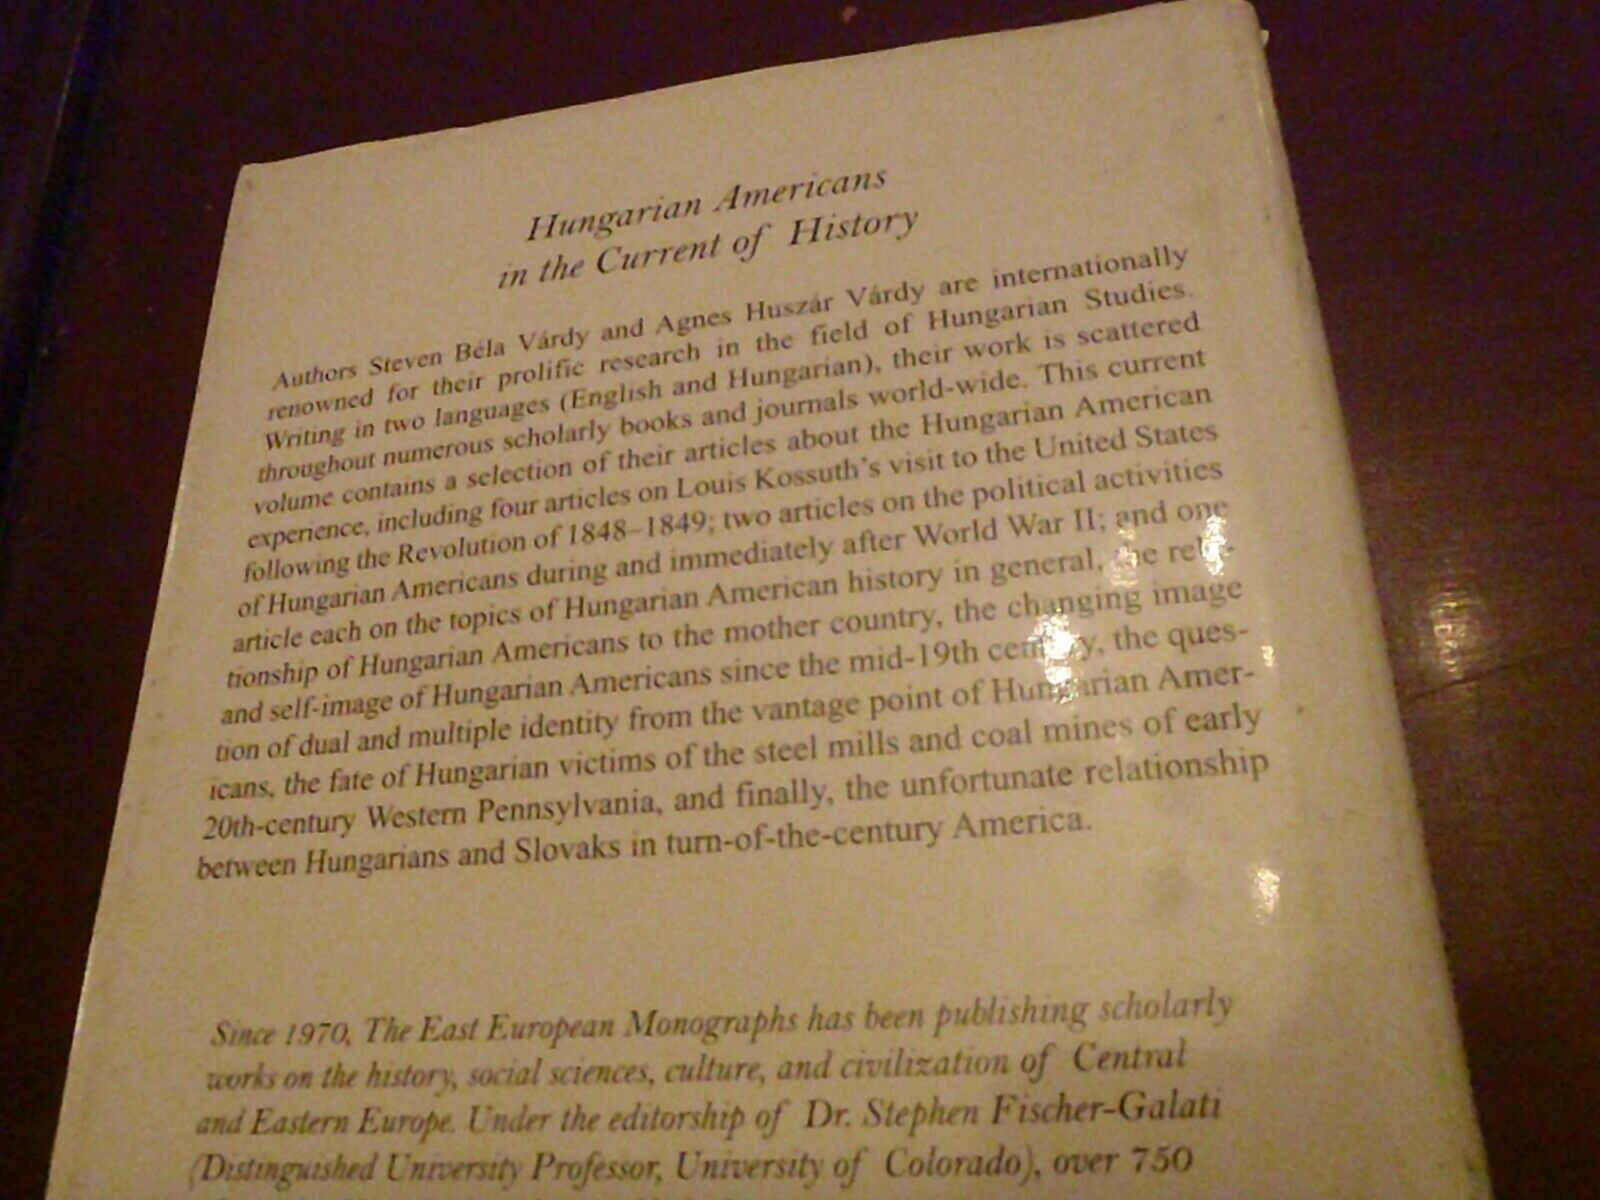 Hungarian Americans
in the Current of History
Authors Steven Béla Várdy and Agnes Huszár Várdy are internationally
renowned for their prolific research in the field of Hungarian Studies.
Writing in two languages (English and Hungarian), their work is scattered
throughout numerous scholarly books and journals world-wide. This current
volume contains a selection of their articles about the Hungarian American
experience, including four articles on Louis Kossuth's visit to the United States
following the Revolution of 1848–1849; two articles on the political activities
of Hungarian Americans during and immediately after World War II; and one
article each on the topics of Hungarian American history in general, the rela-
tionship of Hungarian Americans to the mother country, the changing image
and self-image of Hungarian Americans since the mid-19th century, the ques-
tion of dual and multiple identity from the vantage point of Hungarian Amer-
icans, the fate of Hungarian victims of the steel mills and coal mines of early
20th-century Western Pennsylvania, and finally, the unfortunate relationship
between Hungarians and Slovaks in turn-of-the-century America.
Since 1970, The East European Monographs has been publishing scholarly
works on the history, social sciences, culture, and civilization of Central
and Eastern Europe. Under the editorship of Dr. Stephen Fischer-Galati
(Distinguished University Professor, University of Colorado), over 750